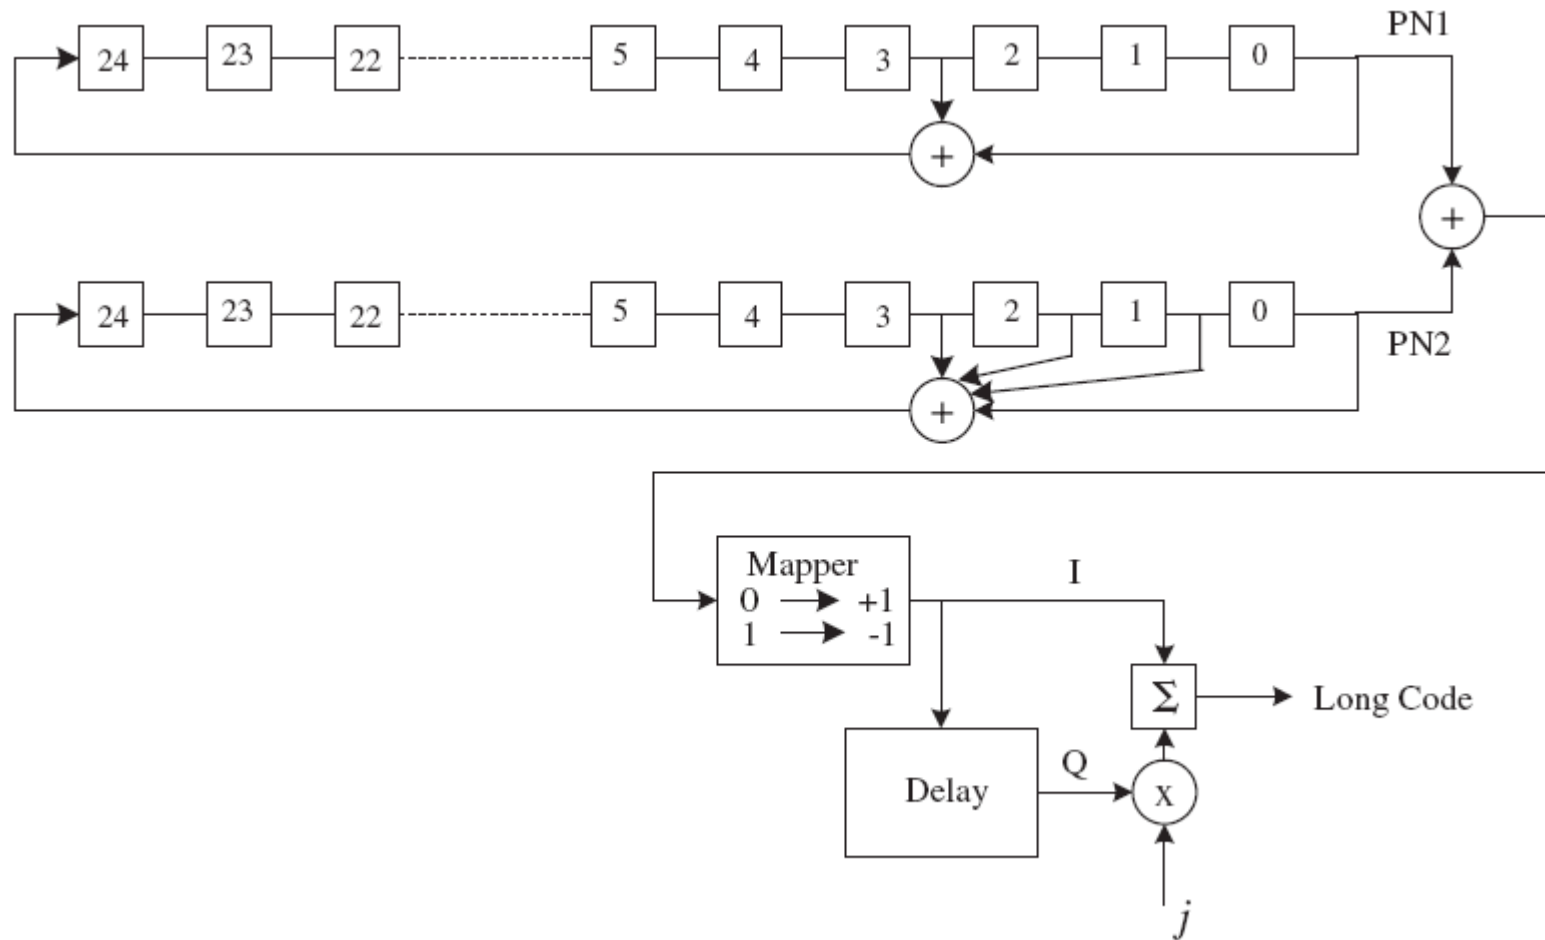 PN1
24 23 22 5 4 3 2 1 0
+
+
24 23 22 5 4 3 2 1 0
PN2
+
Mapper
0 +1
1 -1
I
Σ
Long Code
Delay
Q
x
j